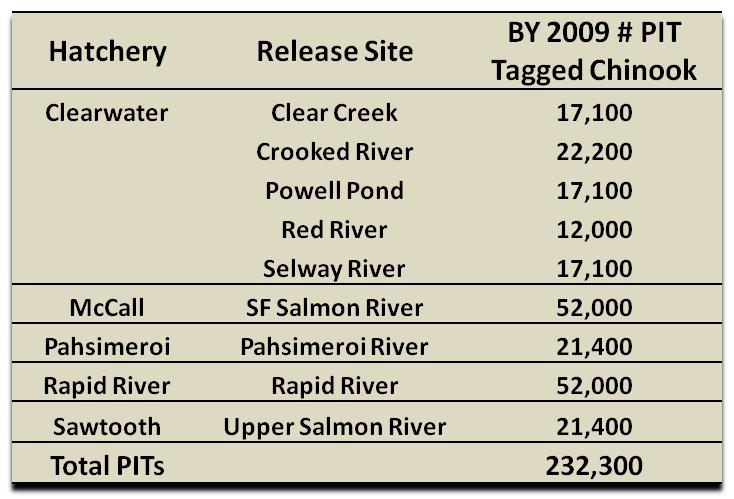 Hatchery Release Site BY 2009 # PIT Tagged Chinook
Clearwater Clear Creek 17,100
Crooked River 22,200
Powell Pond 17,100
Red River 12,000
Selway River 17,100
McCall SF Salmon River 52,000
Pahsimeroi Pahsimeroi River 21,400
Rapid River Rapid River 52,000
Sawtooth Upper Salmon River 21,400
Total PITs 232,300